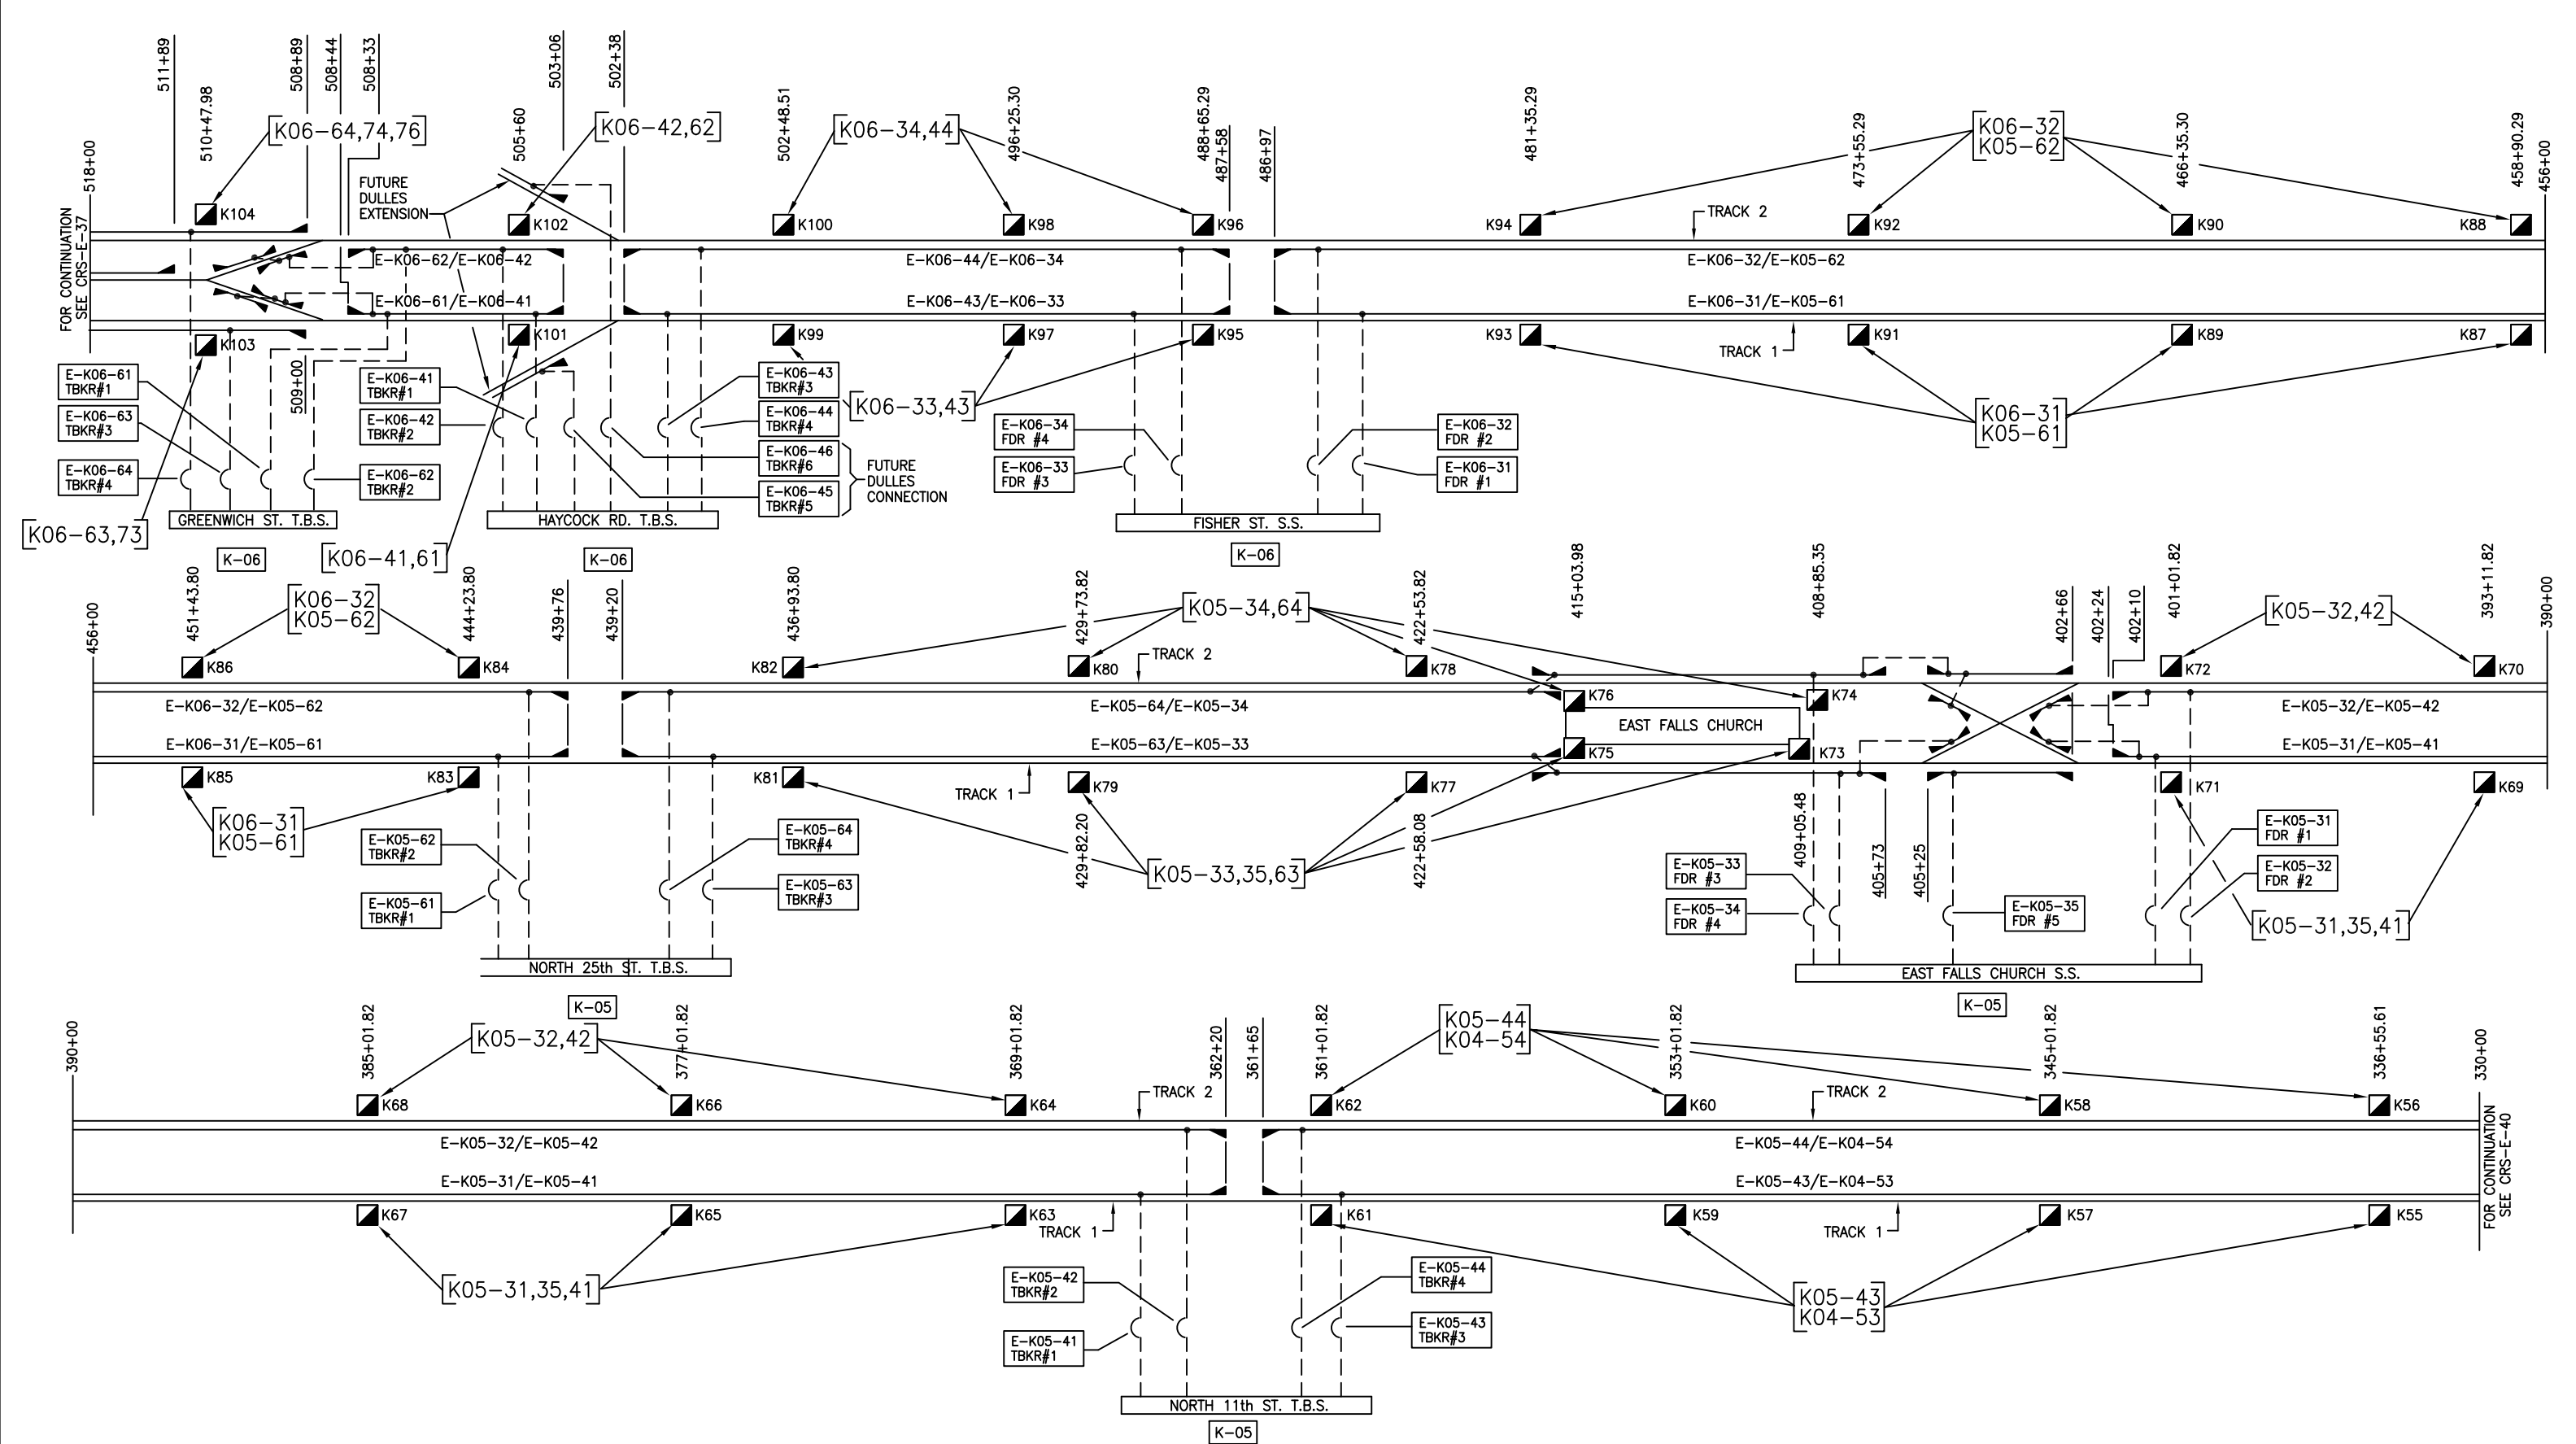 511+89
510+47.98
508+89
508+44
508+33
503+06
505+60
502+38
502+48.51
496+25.30
488+65.29
487+58
486+97
481+35.29
473+55.29
466+35.30
458+90.29
456+00
518+00
FOR CONTINUATION
SEE CRS-E-37
[K06-64,74,76]
[K06-42,62]
[K06-34,44]
[K06-32
K05-62]
FUTURE
DULLES
EXTENSION
K104
K102
K100
K98
K96
K94
TRACK 2
K92
K90
K88
E-K06-62/E-K06-42
E-K06-44/E-K06-34
E-K06-32/E-K05-62
E-K06-61/E-K06-41
E-K06-43/E-K06-33
E-K06-31/E-K05-61
K103
K101
K99
K97
K95
K93
TRACK 1
K91
K89
K87
509+00
E-K06-61
TBKR#1
E-K06-63
TBKR#3
E-K06-64
TBKR#4
E-K06-62
TBKR#2
E-K06-41
TBKR#1
E-K06-42
TBKR#2
E-K06-43
TBKR#3
E-K06-44
TBKR#4
E-K06-46
TBKR#6
E-K06-45
TBKR#5
FUTURE
DULLES
CONNECTION
[K06-33,43]
E-K06-34
FDR #4
E-K06-33
FDR #3
E-K06-32
FDR #2
E-K06-31
FDR #1
[K06-31
K05-61]
GREENWICH ST. T.B.S.
HAYCOCK RD. T.B.S.
FISHER ST. S.S.
[K06-63,73]
K-06
[K06-41,61]
K-06
K-06
456+00
451+43.80
444+23.80
439+76
439+20
436+93.80
429+73.82
422+53.82
415+03.98
408+85.35
402+66
402+24
402+10
401+01.82
393+11.82
390+00
[K06-32
K05-62]
[K05-34,64]
[K05-32,42]
K86
K84
K82
K80
TRACK 2
K78
K76
K74
K72
K70
E-K06-32/E-K05-62
E-K05-64/E-K05-34
EAST FALLS CHURCH
E-K05-32/E-K05-42
E-K06-31/E-K05-61
E-K05-63/E-K05-33
E-K05-31/E-K05-41
K85
K83
K81
TRACK 1
K79
K77
K75
K73
K71
K69
[K06-31
K05-61]
429+82.20
422+58.08
409+05.48
405+73
405+25
[K05-33,35,63]
E-K05-62
TBKR#2
E-K05-61
TBKR#1
E-K05-64
TBKR#4
E-K05-63
TBKR#3
E-K05-33
FDR #3
E-K05-34
FDR #4
E-K05-35
FDR #5
E-K05-31
FDR #1
E-K05-32
FDR #2
[K05-31,35,41]
NORTH 25th ST. T.B.S.
EAST FALLS CHURCH S.S.
K-05
K-05
390+00
385+01.82
377+01.82
369+01.82
362+20
361+65
361+01.82
353+01.82
345+01.82
336+55.61
330+00
[K05-32,42]
[K05-44
K04-54]
K68
K66
K64
TRACK 2
K62
K60
TRACK 2
K58
K56
E-K05-32/E-K05-42
E-K05-44/E-K04-54
E-K05-31/E-K05-41
E-K05-43/E-K04-53
FOR CONTINUATION
SEE CRS-E-40
K67
K65
K63
TRACK 1
K61
K59
TRACK 1
K57
K55
[K05-31,35,41]
E-K05-42
TBKR#2
E-K05-41
TBKR#1
E-K05-44
TBKR#4
E-K05-43
TBKR#3
[K05-43
K04-53]
NORTH 11th ST. T.B.S.
K-05